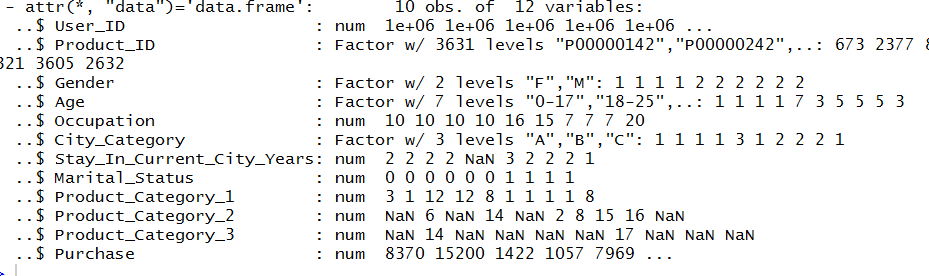 - attr(*, "data")='data.frame':	10 obs. of  12 variables:
..$ User_ID                   : num  1e+06 1e+06 1e+06 1e+06 1e+06 ...
..$ Product_ID                : Factor w/ 3631 levels "P00000142","P00000242",..: 673 2377 8
321 3605 2632
..$ Gender                    : Factor w/ 2 levels "F","M": 1 1 1 1 2 2 2 2 2 2
..$ Age                       : Factor w/ 7 levels "0-17","18-25",..: 1 1 1 1 7 3 5 5 5 3
..$ Occupation                : num  10 10 10 10 16 15 7 7 7 20
..$ City_Category             : Factor w/ 3 levels "A","B","C": 1 1 1 1 3 1 2 2 2 1
..$ Stay_In_Current_City_Years: num  2 2 2 2 NaN 3 2 2 2 1
..$ Marital_Status            : num  0 0 0 0 0 0 1 1 1 1
..$ Product_Category_1        : num  3 1 12 12 8 1 1 1 1 8
..$ Product_Category_2        : num  NaN 6 NaN 14 NaN 2 8 15 16 NaN
..$ Product_Category_3        : num  NaN 14 NaN NaN NaN NaN 17 NaN NaN NaN
..$ Purchase                  : num  8370 15200 1422 1057 7969 ...
>